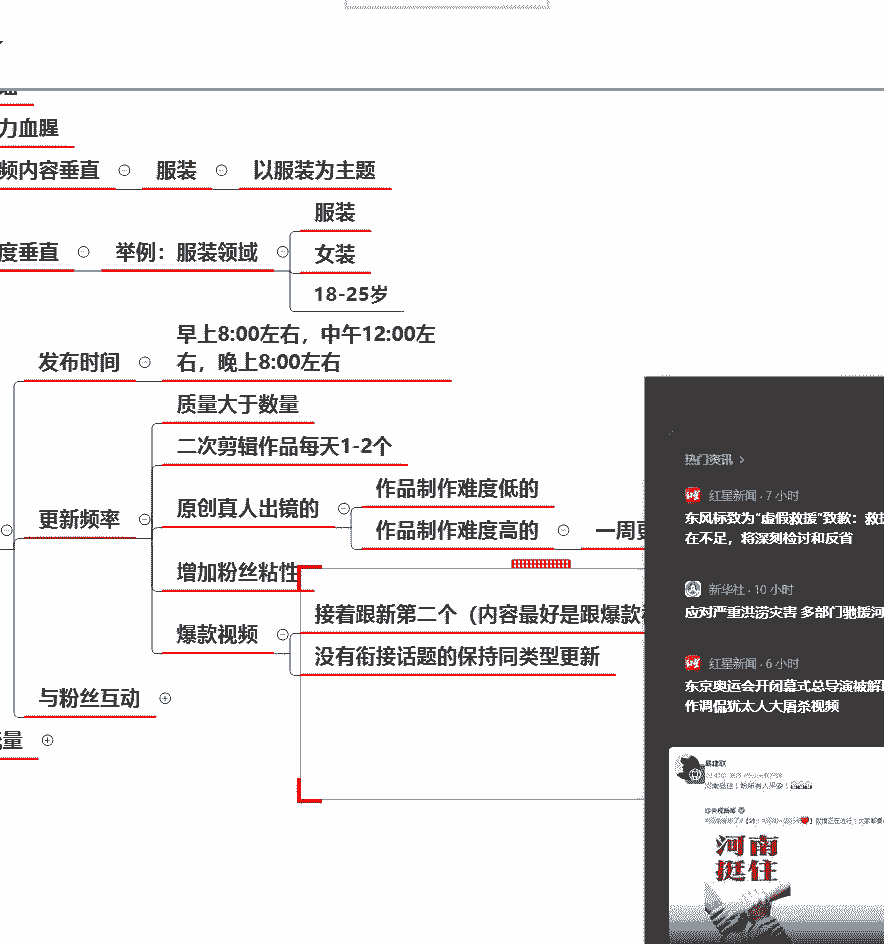 力血腥
频内容垂直
服装
以服装为主题
度垂直
举例：服装领域
服装
女装
18-25岁
发布时间
早上8:00左右，中午12:00左
右，晚上8:00左右
更新频率
质量大于数量
二次剪辑作品每天1-2个
原创真人出镜的
作品制作难度低的
作品制作难度高的
一周更
增加粉丝粘性
爆款视频
接着跟新第二个（内容最好是跟爆款
没有衔接话题的保持同类型更新
与粉丝互动
量
热门资讯 >
红星新闻 · 7 小时
东风标致为“虚假救援”致歉：救
在不足，将深刻检讨和反省
新华社 · 10 小时
应对严重洪涝灾害 多部门驰援河
红星新闻 · 6 小时
东京奥运会开闭幕式总导演被解
作调侃犹太人大屠杀视频
河南
挺住